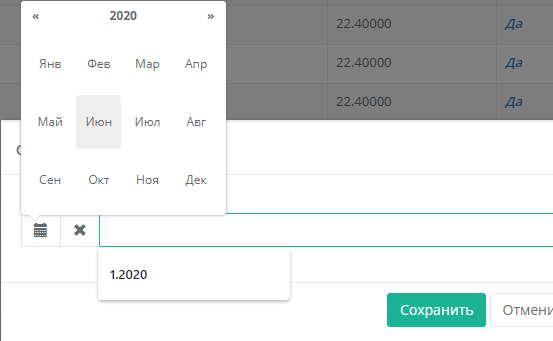 « 2020 »
22.40000 Да
Янв Фев Мар Апр
22.40000 Да
22.40000 Да
Май Июн Июл Авг
Сен Окт Ноя Дек
1.2020
Сохранить Отмени